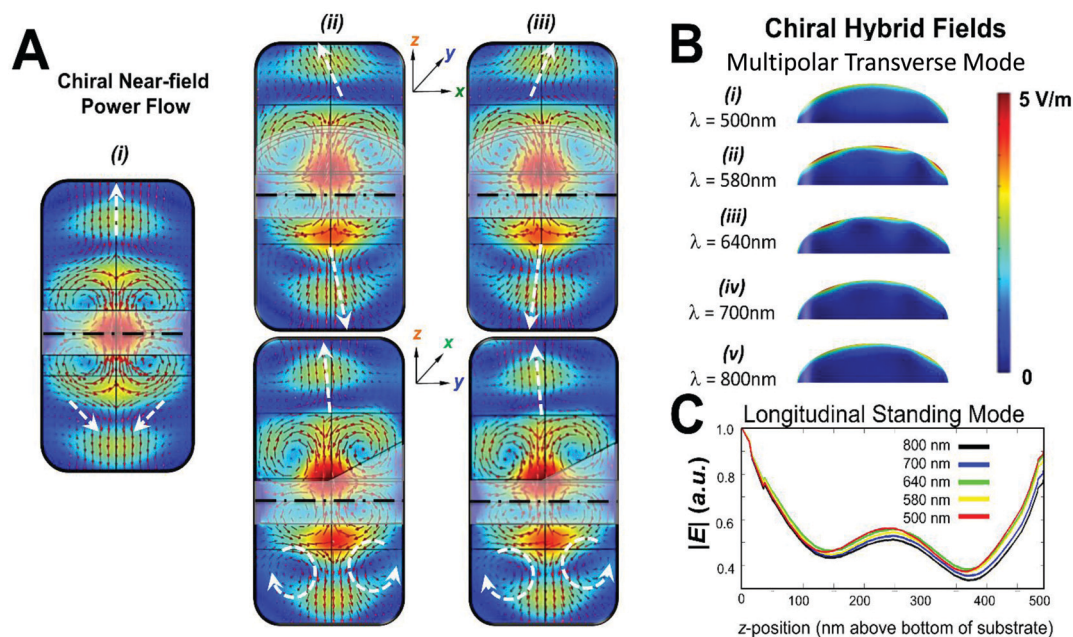 A
Chiral Near-field
Power Flow
(i)
(ii)
(iii)
z
y
x
z
x
y
B
Chiral Hybrid Fields
Multipolar Transverse Mode
(i)
λ = 500nm
(ii)
λ = 580nm
(iii)
λ = 640nm
(iv)
λ = 700nm
(v)
λ = 800nm
5 V/m
0
C
Longitudinal Standing Mode
800 nm
700 nm
640 nm
580 nm
500 nm
|E| (a.u.)
1.0
0.8
0.6
0.4
0 100 200 300 400 500
z-position (nm above bottom of substrate)